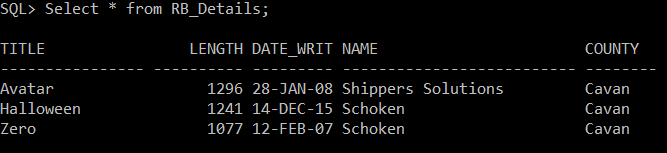 SQL> Select * from RB_Details;
TITLE                LENGTH DATE_WRIT NAME                       COUNTY
---------------- ---------- --------- -------------------------- --------
Avatar                 1296 28-JAN-08 Shippers Solutions         Cavan
Halloween              1241 14-DEC-15 Schoken                    Cavan
Zero                   1077 12-FEB-07 Schoken                    Cavan